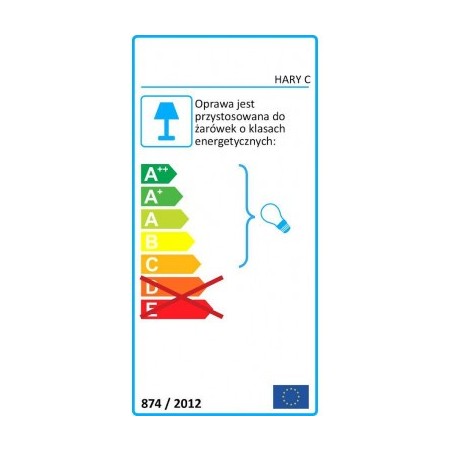 HARY C
Oprawa jest
przystosowana do
żarówek o klasach
energetycznych:
A++
A+
A
B
C
D
E
874 / 2012